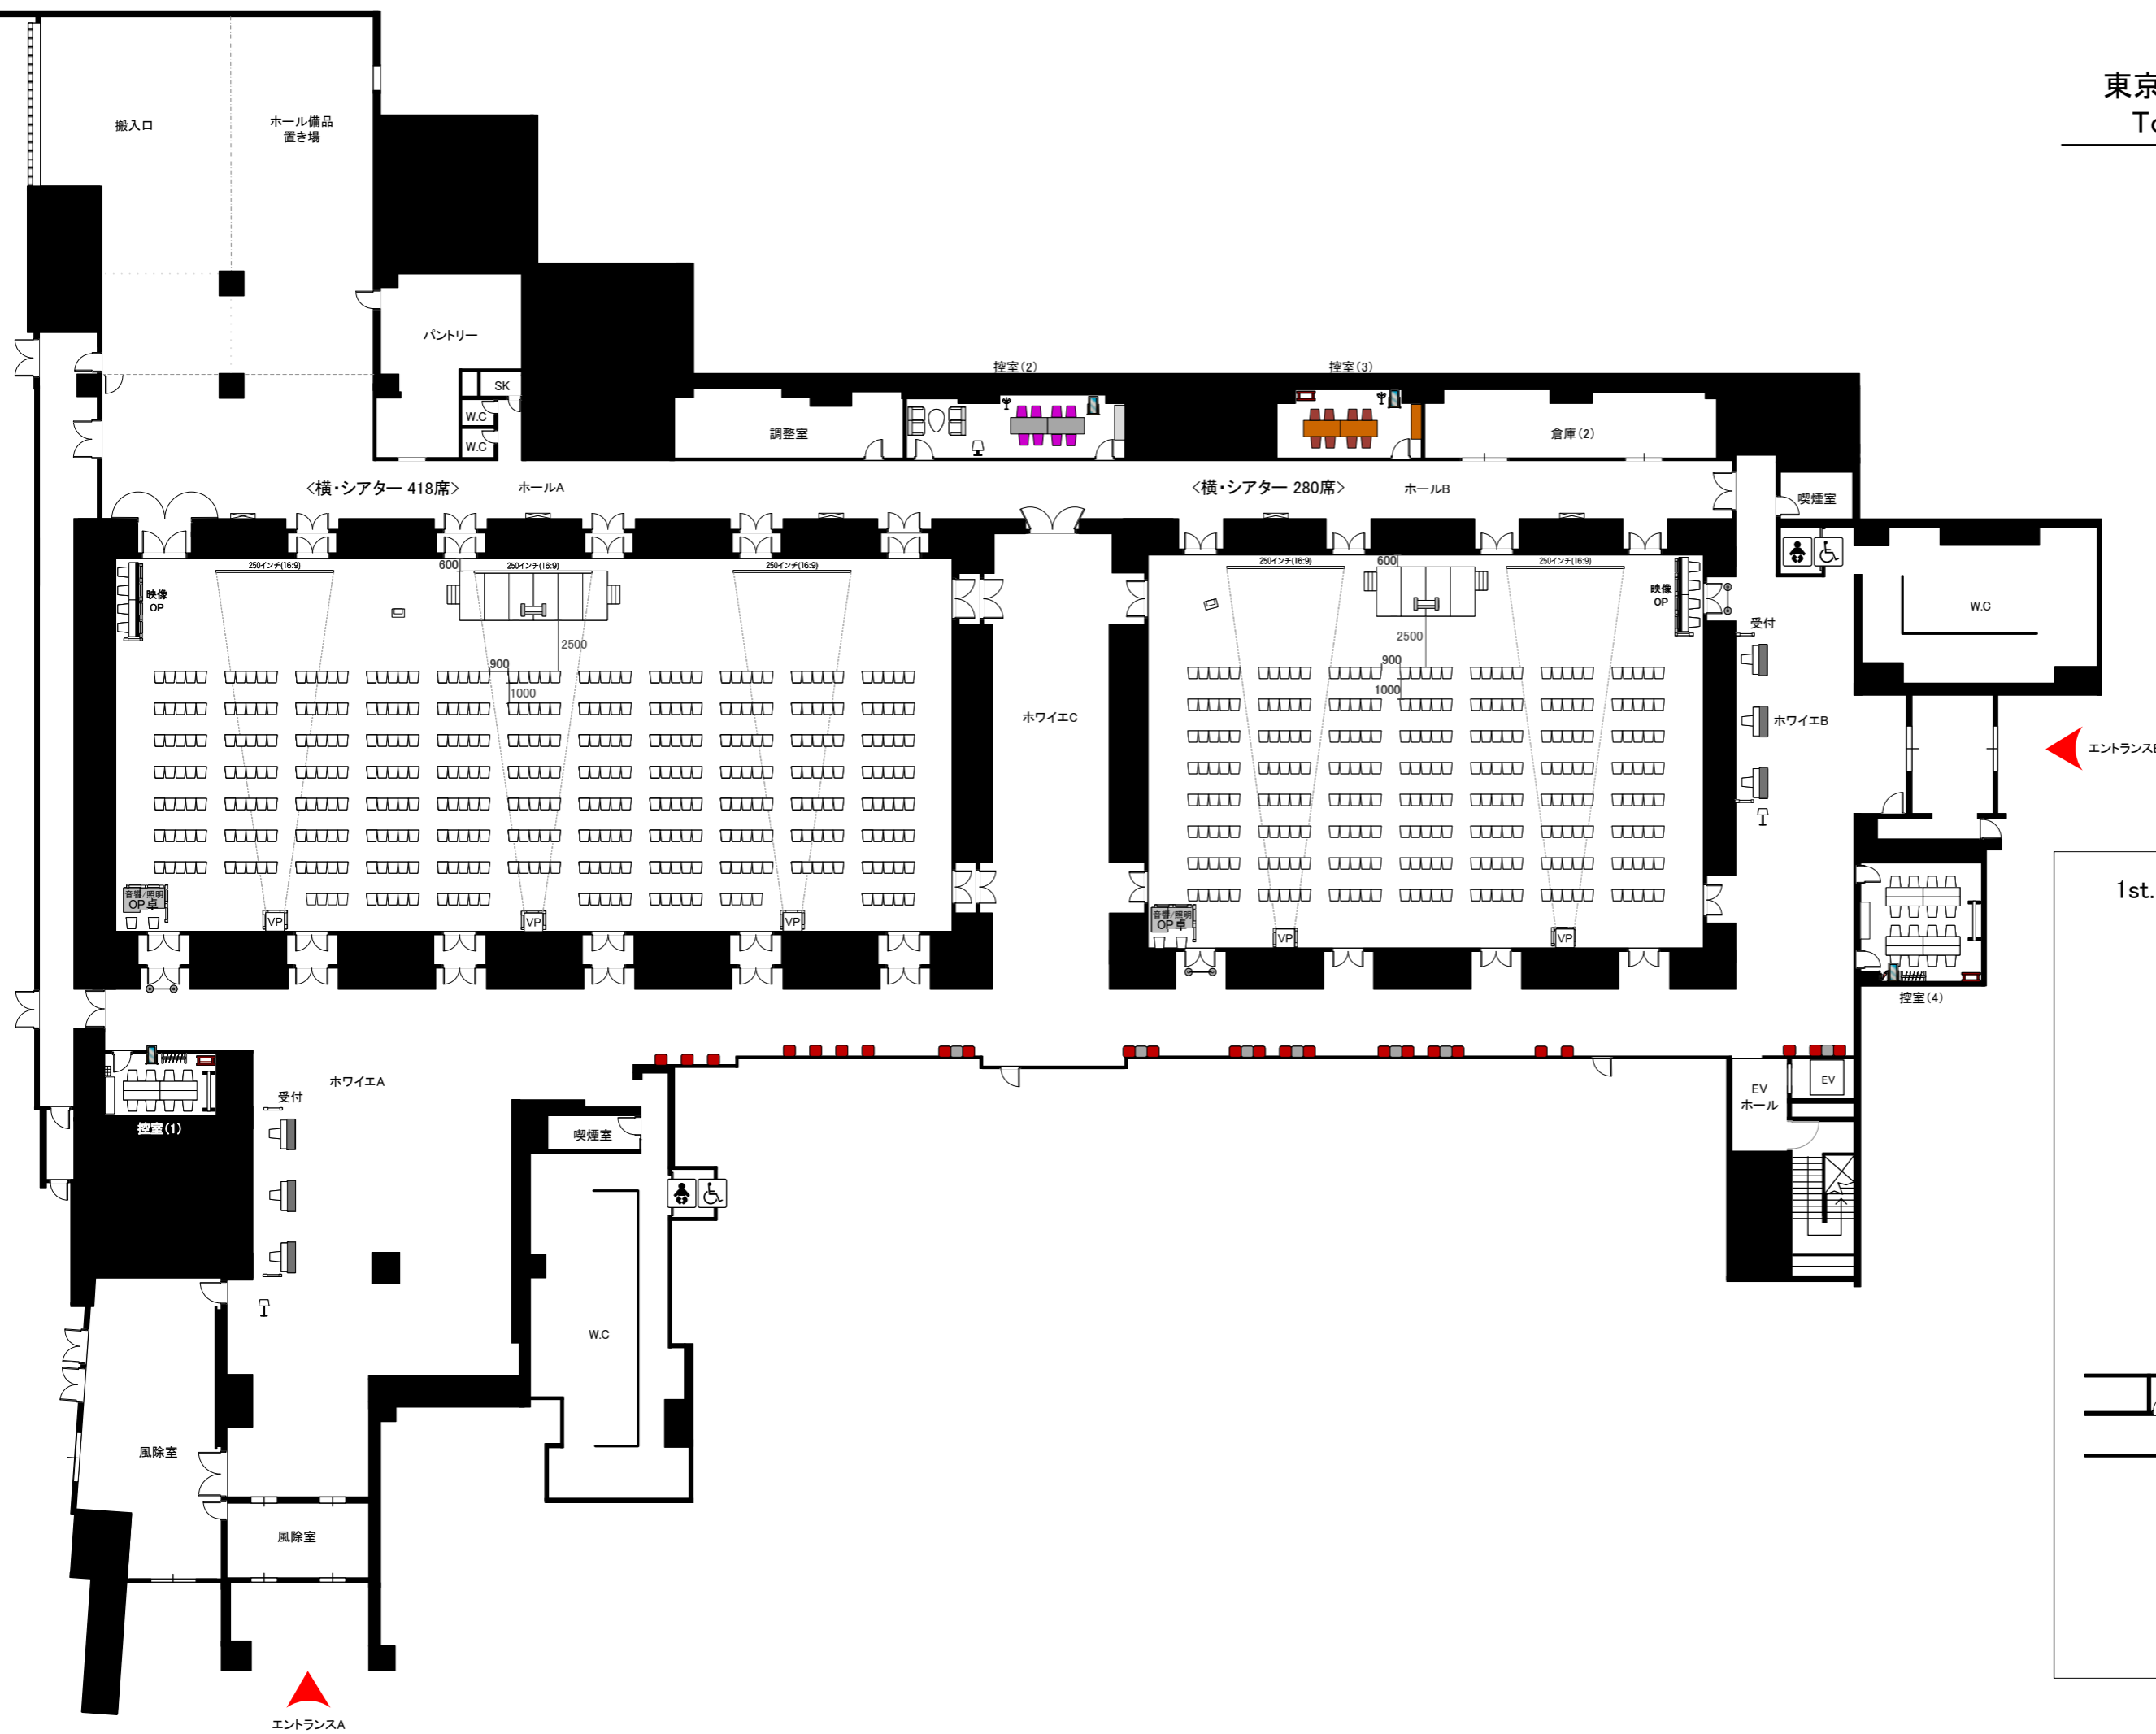 東京
To
搬入口
ホール備品
置き場
パントリー
SK
W.C
W.C
控室(2)
控室(3)
調整室
倉庫(2)
<横・シアター 418席>
ホールA
<横・シアター 280席>
ホールB
喫煙室
250インチ(16:9)
600
250インチ(16:9)
250インチ(16:9)
250インチ(16:9)
600
250インチ(16:9)
映像
OP
映像
OP
W.C
受付
2500
2500
900
1000
900
1000
ホワイエC
ホワイエB
エントランスB
音響/照明
OP卓
VP
VP
VP
音響/照明
OP卓
VP
VP
1st.
控室(4)
ホワイエA
受付
控室(1)
喫煙室
EV
ホール
EV
W.C
風除室
風除室
エントランスA